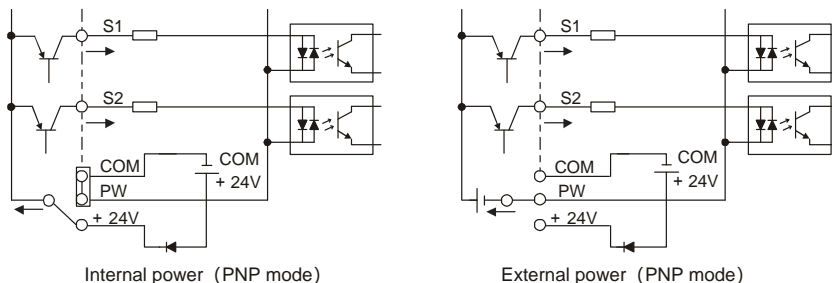 S1
S2
COM
PW
+ 24V
COM
+ 24V
Internal power (PNP mode)
S1
S2
COM
PW
+ 24V
COM
+ 24V
External power (PNP mode)